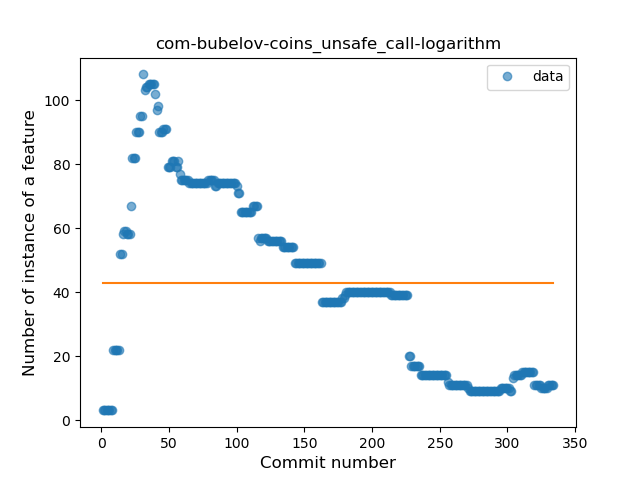 com-bubelov-coins_unsafe_call-logarithm
data
Number of instance of a feature
100
80
60
40
20
0
0 50 100 150 200 250 300 350
Commit number